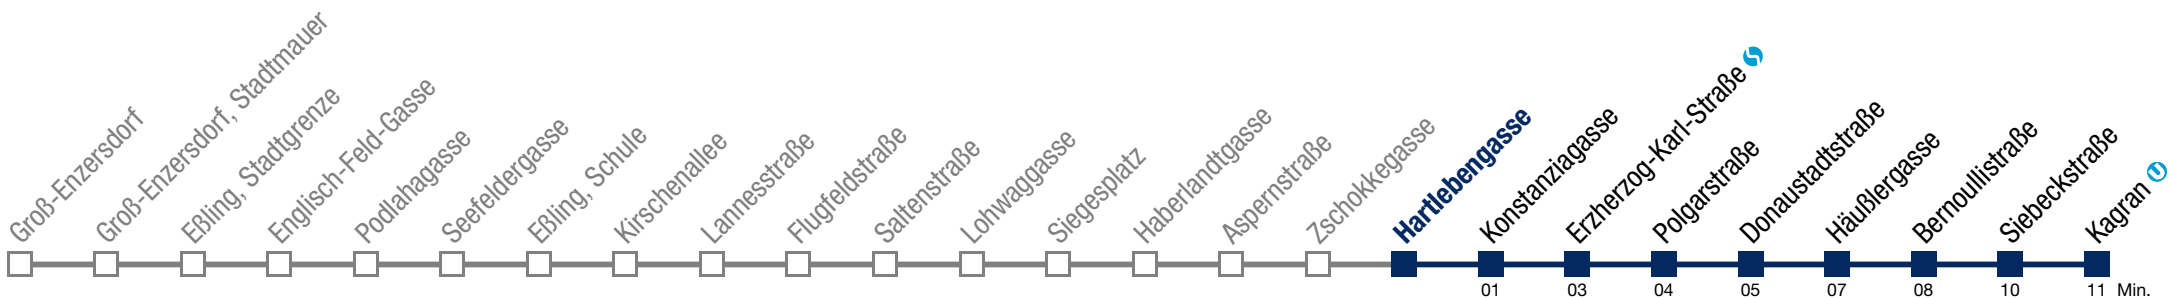 Groß-Enzersdorf
Groß-Enzersdorf, Stadtmauer
Eßling, Stadtgrenze
Englisch-Feld-Gasse
Podlahagasse
Seefeldergasse
Eßling, Schule
Kirschenallee
Lannesstraße
Flugfeldstraße
Saltenstraße
Lohwaggasse
Siegesplatz
Haberlandtgasse
Aspernstraße
Zschokkegasse
Hartlebengasse
Konstanziagasse
Erzherzog-Karl-Straße
Polgarstraße
Donaustadtstraße
Häußlergasse
Bernoullistraße
Siebeckstraße
Kagran
01 03 04 05 07 08 10 11 Min.